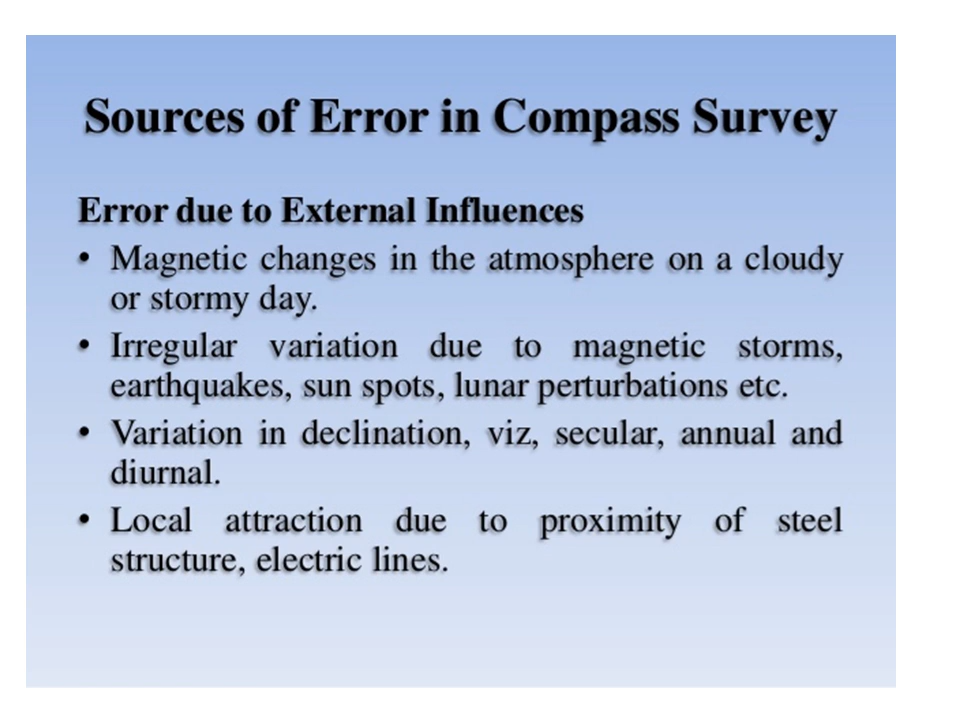 Sources of Error in Compass Survey
Error due to External Influences
• Magnetic changes in the atmosphere on a cloudy
or stormy day.
• Irregular variation due to magnetic storms,
earthquakes, sun spots, lunar perturbations etc.
• Variation in declination, viz, secular, annual and
diurnal.
• Local attraction due to proximity of steel
structure, electric lines.